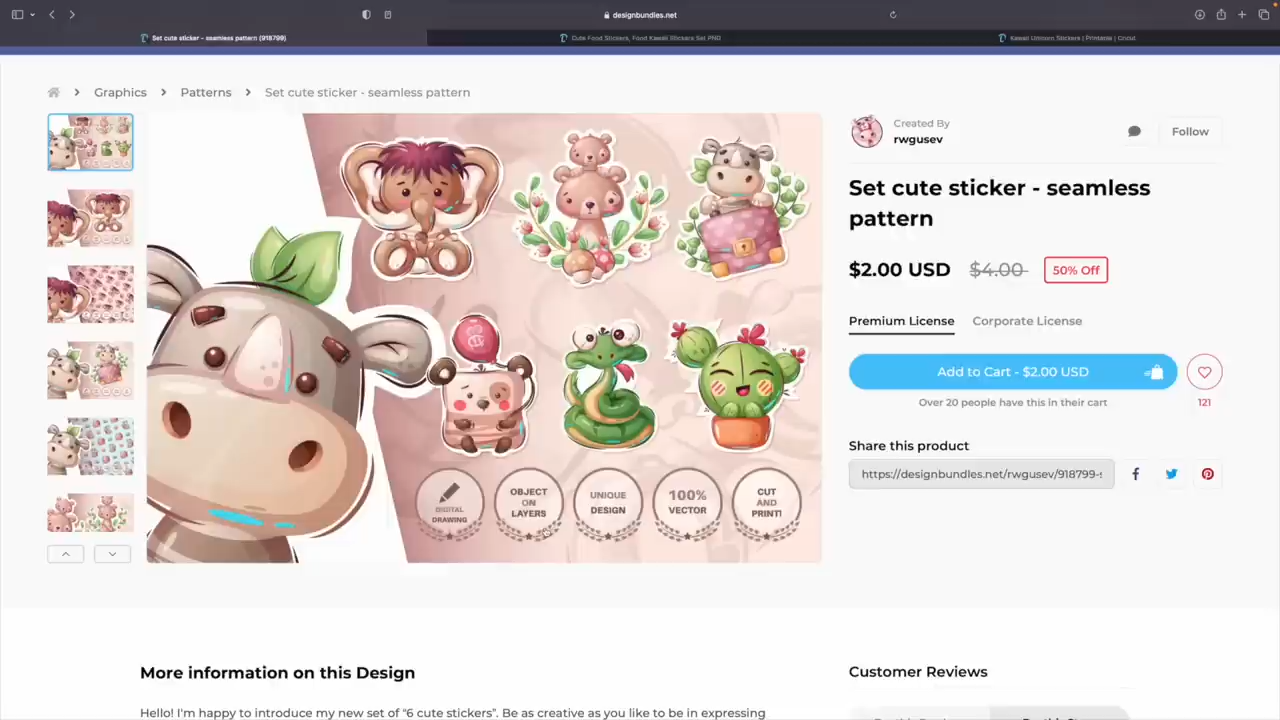 designbundles.net
Set cute sticker - seamless pattern (918799)
Cute Food Stickers, Food Kawaii Stickers Set PNG
Kawaii Unicorn Stickers | Printable | Cricut
Graphics
Patterns
Set cute sticker - seamless pattern
Created By
rwgusev
Follow
Set cute sticker - seamless
pattern
$2.00 USD
$4.00
50% Off
Premium License
Corporate License
Add to Cart - $2.00 USD
Over 20 people have this in their cart
121
Share this product
https://designbundles.net/rwgusev/918799-s
DIGITAL
DRAWING
OBJECT
ON
LAYERS
UNIQUE
DESIGN
100%
VECTOR
CUT
AND
PRINT!
More information on this Design
Hello! I'm happy to introduce my new set of "6 cute stickers". Be as creative as you like to be in expressing
Customer Reviews